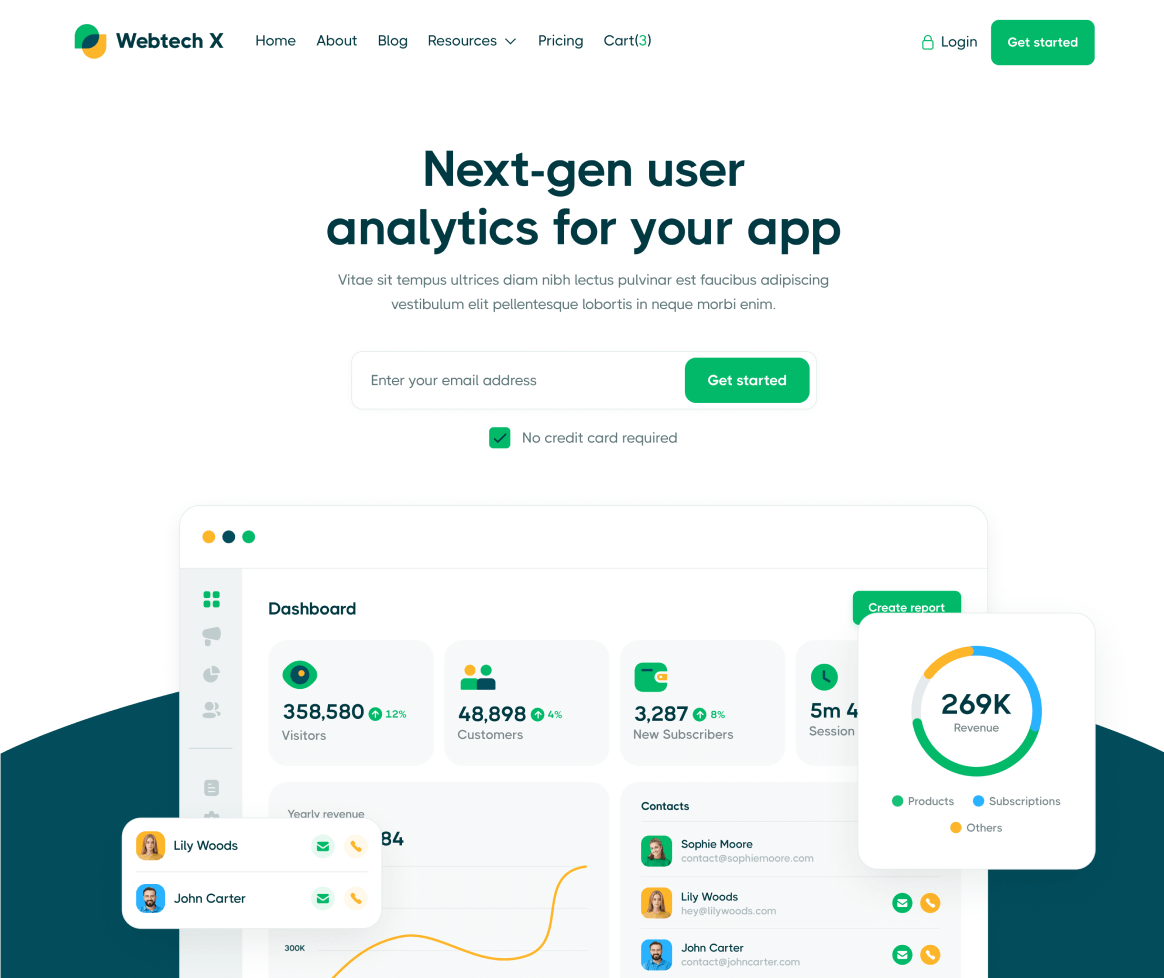 Webtech X
Home
About
Blog
Resources
Pricing
Cart(3)
Login
Get started
Next-gen user
analytics for your app
Vitae sit tempus ultrices diam nibh lectus pulvinar est faucibus adipiscing
vestibulum elit pellentesque lobortis in neque morbi enim.
Enter your email address
Get started
No credit card required
Dashboard
Create report
358,580 12%
Visitors
48,898 4%
Customers
3,287 8%
New Subscribers
5m 4
Session
269K
Revenue
Products
Subscriptions
Others
Yearly revenue
84
300K
Lily Woods
John Carter
Contacts
Sophie Moore
contact@sophiemoore.com
Lily Woods
hey@lilywoods.com
John Carter
contact@johncarter.com